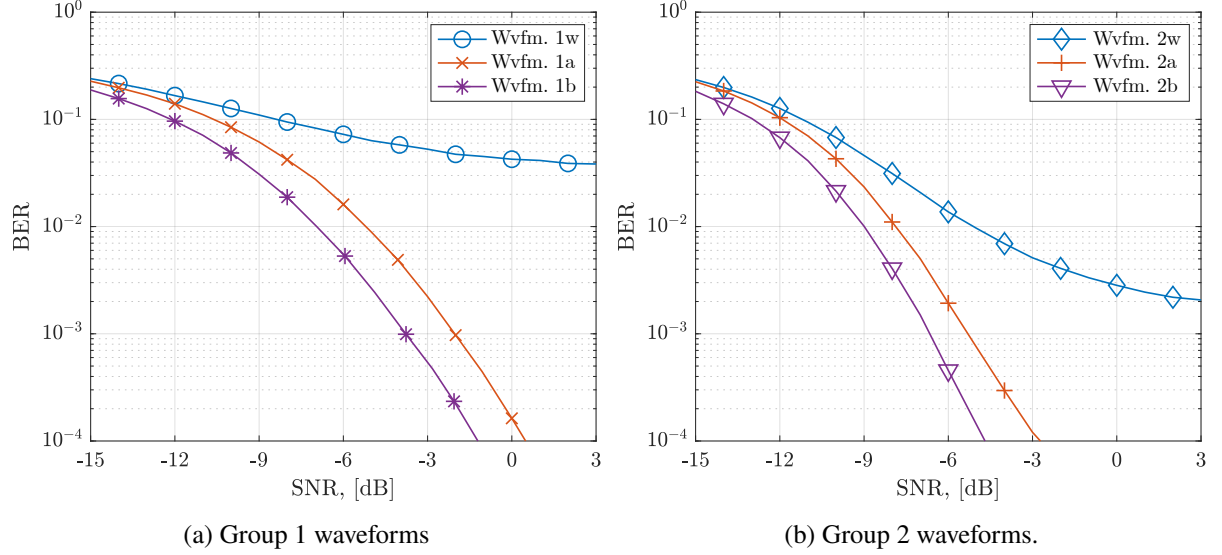 10^0
10^-1
10^-2
10^-3
10^-4
BER
-15 -12 -9 -6 -3 0 3
SNR, [dB]
Wvfm. 1w
Wvfm. 1a
Wvfm. 1b
(a) Group 1 waveforms
10^0
10^-1
10^-2
10^-3
10^-4
BER
-15 -12 -9 -6 -3 0 3
SNR, [dB]
Wvfm. 2w
Wvfm. 2a
Wvfm. 2b
(b) Group 2 waveforms.